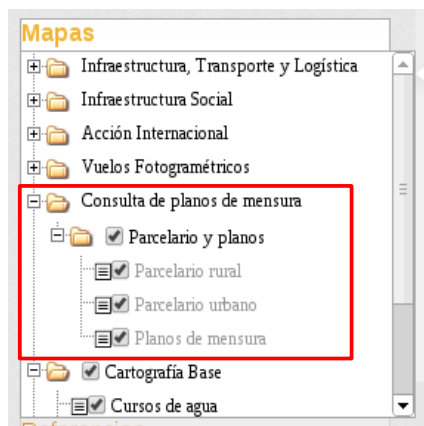 Mapas
Infraestructura, Transporte y Logística
Infraestructura Social
Acción Internacional
Vuelos Fotogramétricos
Consulta de planos de mensura
Parcelario y planos
Parcelario rural
Parcelario urbano
Planos de mensura
Cartografía Base
Cursos de agua